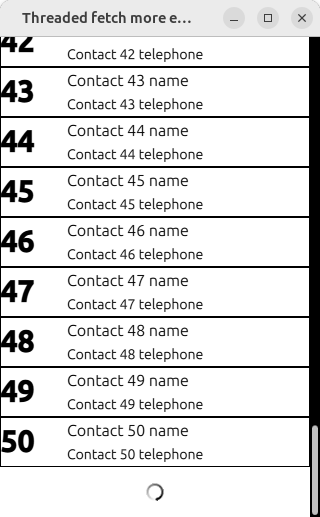 Threaded fetch more e…
42
Contact 42 telephone
43
Contact 43 name
Contact 43 telephone
44
Contact 44 name
Contact 44 telephone
45
Contact 45 name
Contact 45 telephone
46
Contact 46 name
Contact 46 telephone
47
Contact 47 name
Contact 47 telephone
48
Contact 48 name
Contact 48 telephone
49
Contact 49 name
Contact 49 telephone
50
Contact 50 name
Contact 50 telephone